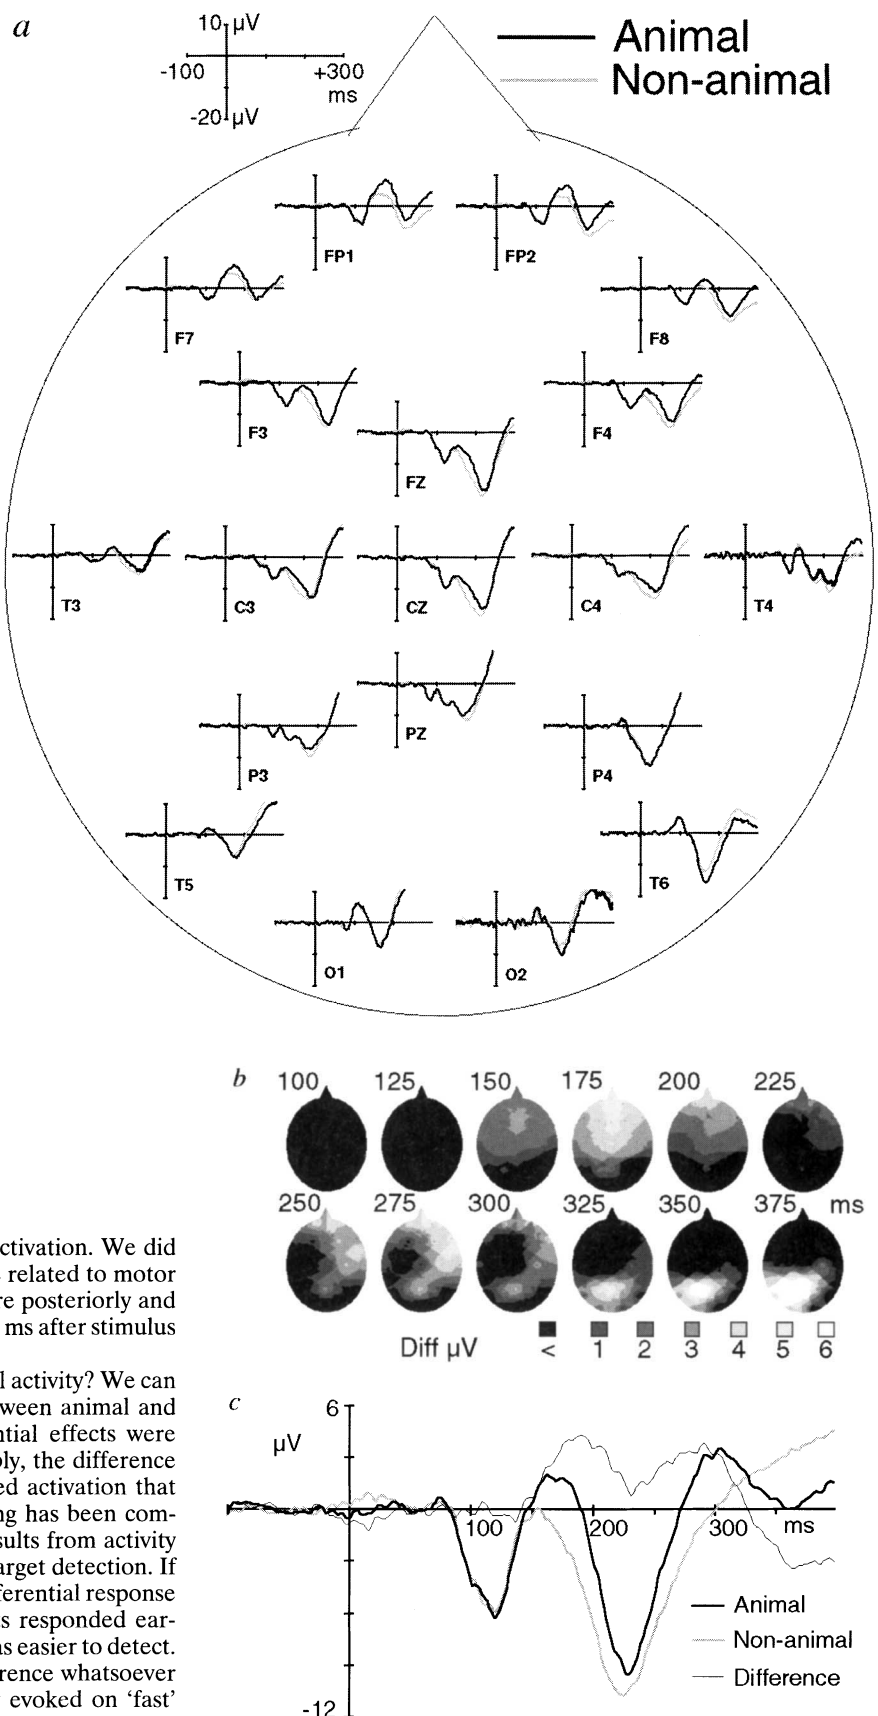 a
10 µV
-100 +300
ms
-20 µV
Animal
Non-animal
FP1 FP2
F7 F8
F3 F4
FZ
T3 C3 CZ C4 T4
PZ
P3 P4
T5 T6
O1 O2
b
100 125 150 175 200 225
250 275 300 325 350 375 ms
Diff µV < 1 2 3 4 5 6
ctivation. We did
related to motor
re posteriorly and
ms after stimulus
l activity? We can
ween animal and
ntial effects were
ly, the difference
ed activation that
ng has been com-
sults from activity
arget detection. If
fferential response
s responded ear-
as easier to detect.
rence whatsoever
evoked on ‘fast’
c
6
µV
100 200 300 ms
Animal
Non-animal
Difference
-12